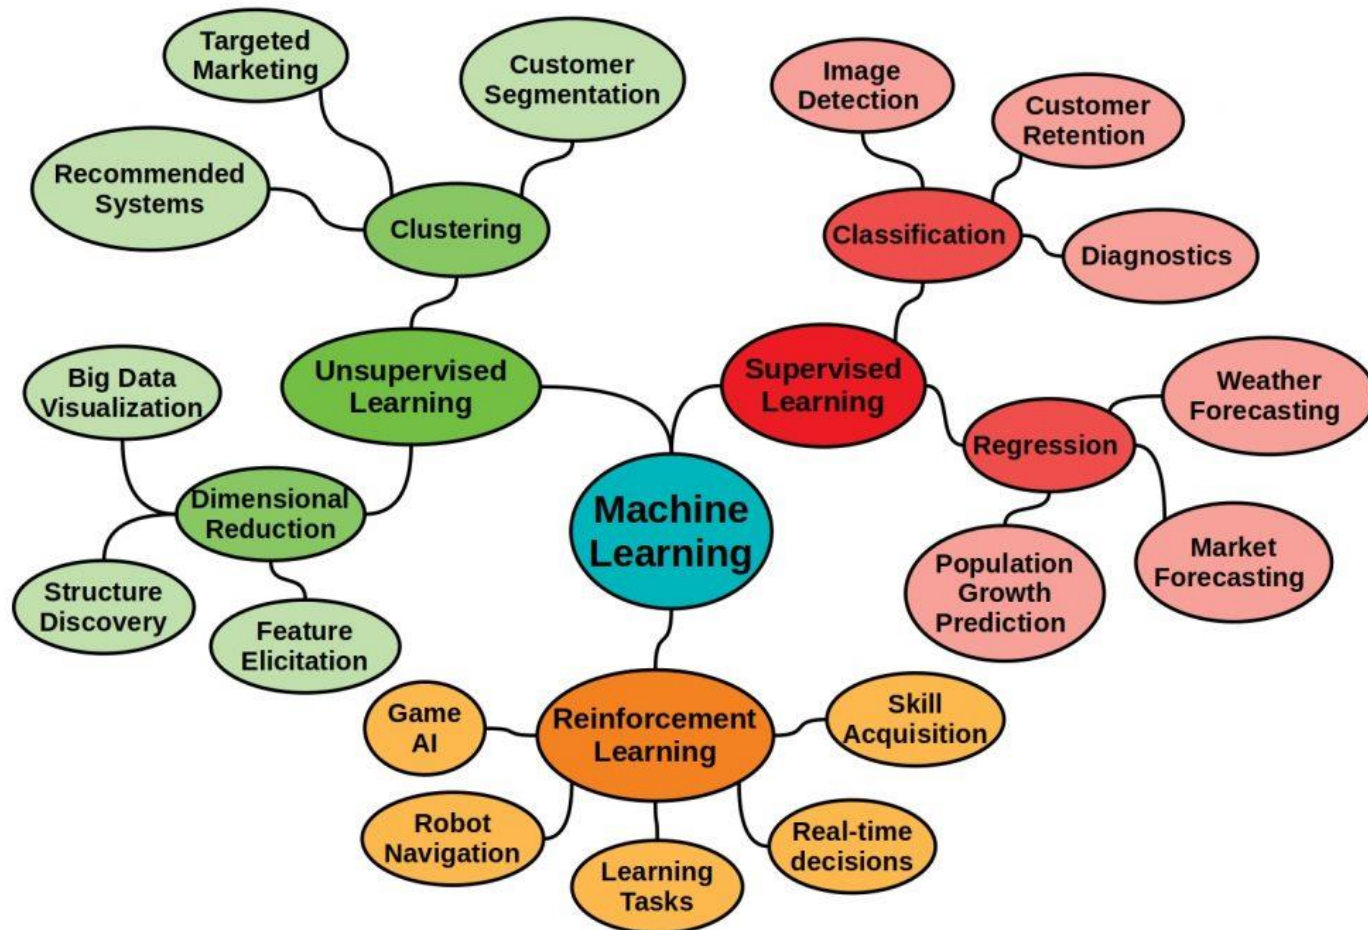 Targeted
Marketing
Customer
Segmentation
Recommended
Systems
Clustering
Image
Detection
Customer
Retention
Classification
Diagnostics
Unsupervised
Learning
Supervised
Learning
Big Data
Visualization
Dimensional
Reduction
Structure
Discovery
Feature
Elicitation
Machine
Learning
Weather
Forecasting
Regression
Population
Growth
Prediction
Market
Forecasting
Reinforcement
Learning
Game
AI
Robot
Navigation
Learning
Tasks
Real-time
decisions
Skill
Acquisition